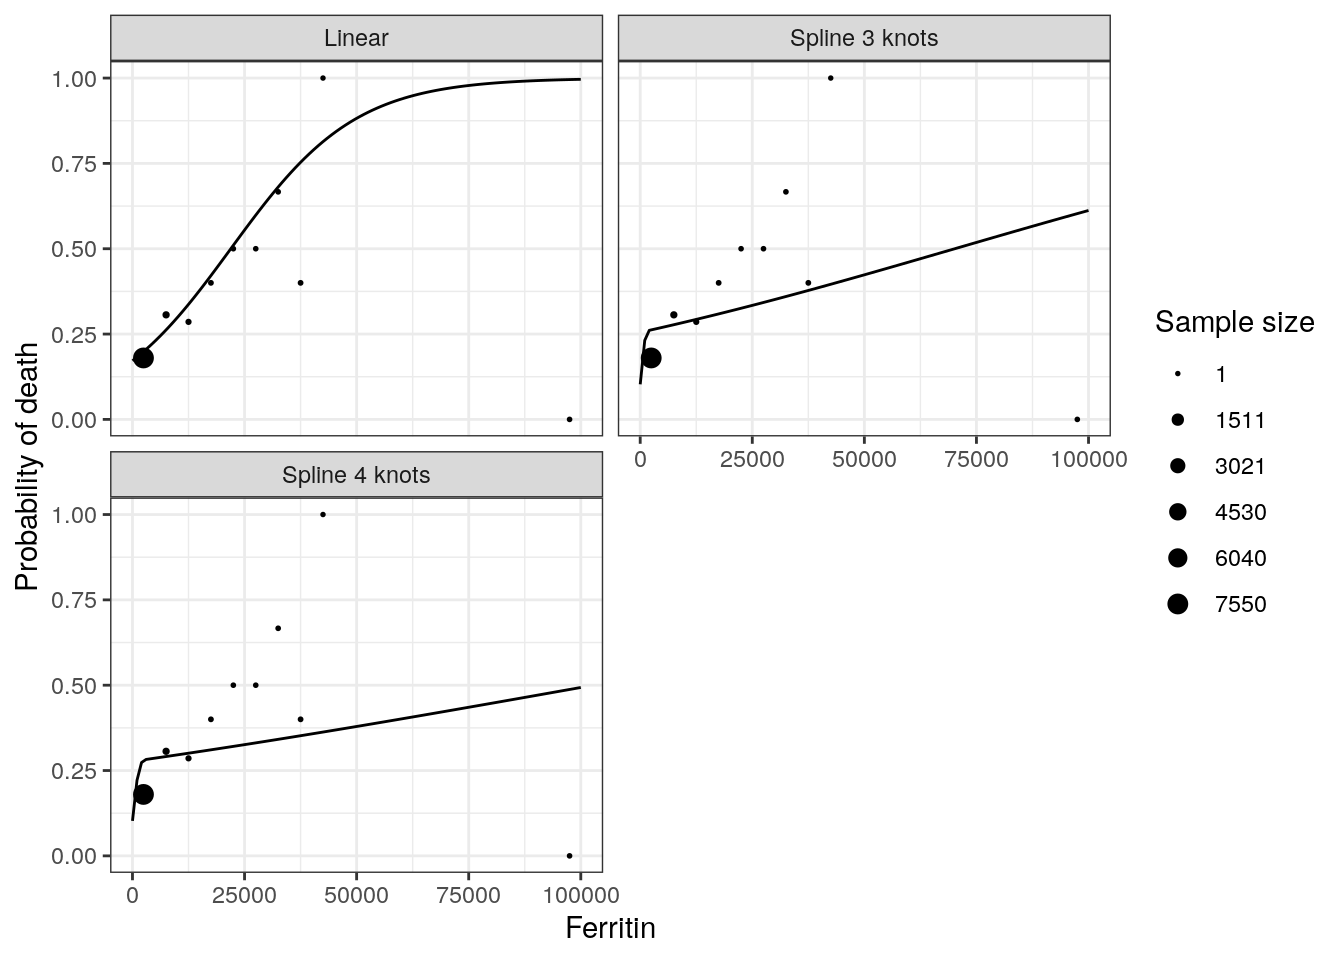 Linear
Spline 3 knots
1.00
0.75
0.50
0.25
0.00
0 25000 50000 75000 100000
Spline 4 knots
1.00
0.75
0.50
0.25
0.00
0 25000 50000 75000 100000
Probability of death
Ferritin
Sample size
1
1511
3021
4530
6040
7550